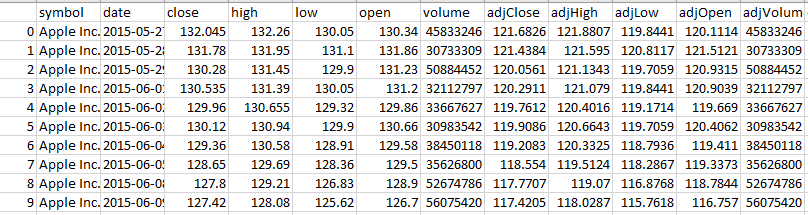 symbol date close high low open volume adjClose adjHigh adjLow adjOpen adjVolum
0 Apple Inc. 2015-05-27 132.045 132.26 130.05 130.34 45833246 121.6826 121.8807 119.8441 120.1114 45833246
1 Apple Inc. 2015-05-28 131.78 131.95 131.1 131.86 30733309 121.4384 121.595 120.8117 121.5121 30733309
2 Apple Inc. 2015-05-29 130.28 131.45 129.9 131.23 50884452 120.0561 121.1343 119.7059 120.9315 50884452
3 Apple Inc. 2015-06-0 130.535 131.39 130.05 131.2 32112797 120.2911 121.079 119.8441 120.9039 32112797
4 Apple Inc. 2015-06-0 129.96 130.655 129.32 129.86 33667627 119.7612 120.4016 119.1714 119.669 33667627
5 Apple Inc. 2015-06-0 130.12 130.94 129.9 130.66 30983542 119.9086 120.6643 119.7059 120.4062 30983542
6 Apple Inc. 2015-06-04 129.36 130.58 128.91 129.58 38450118 119.2083 120.3325 118.7936 119.411 38450118
7 Apple Inc. 2015-06-0 128.65 129.69 128.36 129.5 35626800 118.554 119.5124 118.2867 119.3373 35626800
8 Apple Inc. 2015-06-08 127.8 129.21 126.83 128.9 52674786 117.7707 119.07 116.8768 118.7844 52674786
9 Apple Inc. 2015-06-09 127.42 128.08 125.62 126.7 56075420 117.4205 118.0287 115.7618 116.757 56075420